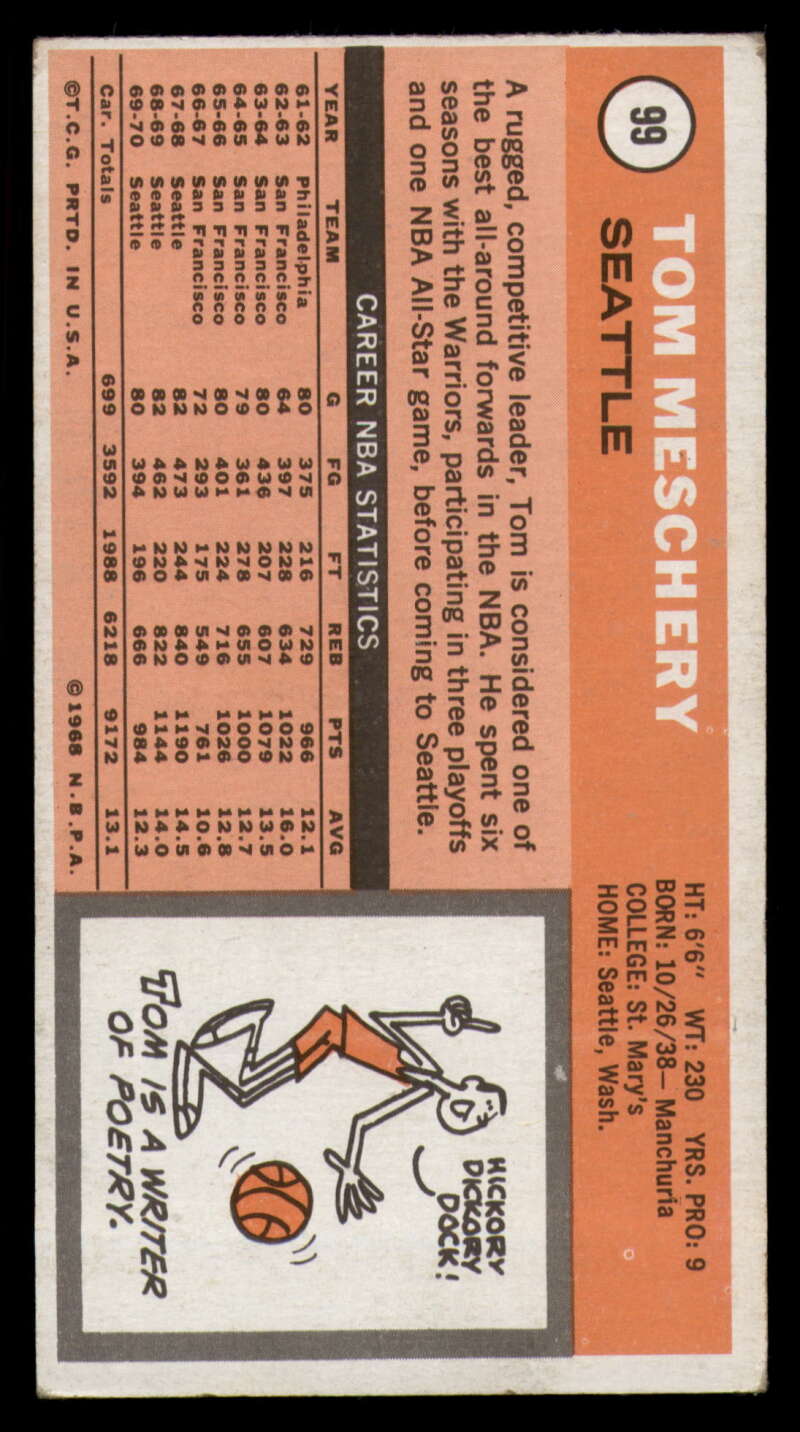 99
TOM MESCHERY
SEATTLE
HT: 6'6" WT: 230 YRS. PRO: 9
BORN: 10/26/38— Manchuria
COLLEGE: St. Mary's
HOME: Seattle, Wash.
A rugged, competitive leader, Tom is considered one of
the best all-around forwards in the NBA. He spent six
seasons with the Warriors, participating in three playoffs
and one NBA All-Star game, before coming to Seattle.
CAREER NBA STATISTICS
YEAR TEAM G FG FT REB PTS AVG
61-62 Philadelphia 80 375 216 729 966 12.1
62-63 San Francisco 64 397 228 634 1022 16.0
63-64 San Francisco 80 436 207 607 1079 13.5
64-65 San Francisco 79 361 278 655 1000 12.7
65-66 San Francisco 80 401 224 716 1026 12.8
66-67 San Francisco 72 293 175 549 761 10.6
67-68 Seattle 82 473 244 840 1190 14.5
68-69 Seattle 82 462 220 822 1144 14.0
69-70 Seattle 80 394 196 666 984 12.3
Car. Totals 699 3592 1988 6218 9172 13.1
©T.C.G. PRTD. IN U.S.A. ©1968 N.B.P.A.
HICKORY
DICKORY
DOCK!
TOM IS A WRITER
OF POETRY.